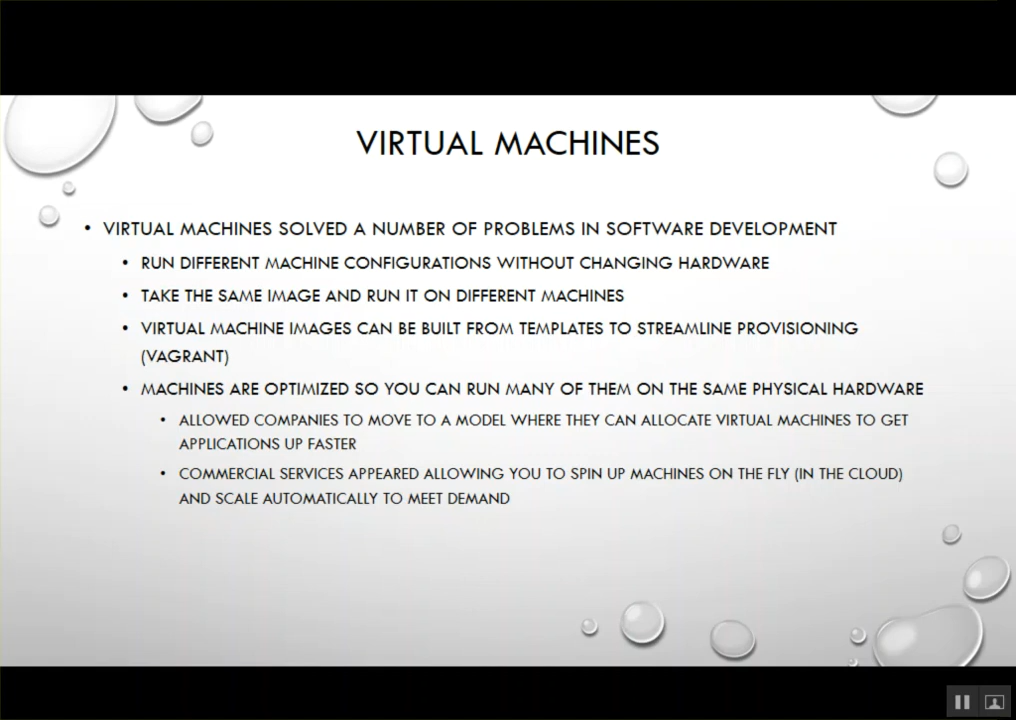 VIRTUAL MACHINES
• VIRTUAL MACHINES SOLVED A NUMBER OF PROBLEMS IN SOFTWARE DEVELOPMENT
• RUN DIFFERENT MACHINE CONFIGURATIONS WITHOUT CHANGING HARDWARE
• TAKE THE SAME IMAGE AND RUN IT ON DIFFERENT MACHINES
• VIRTUAL MACHINE IMAGES CAN BE BUILT FROM TEMPLATES TO STREAMLINE PROVISIONING
(VAGRANT)
• MACHINES ARE OPTIMIZED SO YOU CAN RUN MANY OF THEM ON THE SAME PHYSICAL HARDWARE
• ALLOWED COMPANIES TO MOVE TO A MODEL WHERE THEY CAN ALLOCATE VIRTUAL MACHINES TO GET
APPLICATIONS UP FASTER
• COMMERCIAL SERVICES APPEARED ALLOWING YOU TO SPIN UP MACHINES ON THE FLY (IN THE CLOUD)
AND SCALE AUTOMATICALLY TO MEET DEMAND